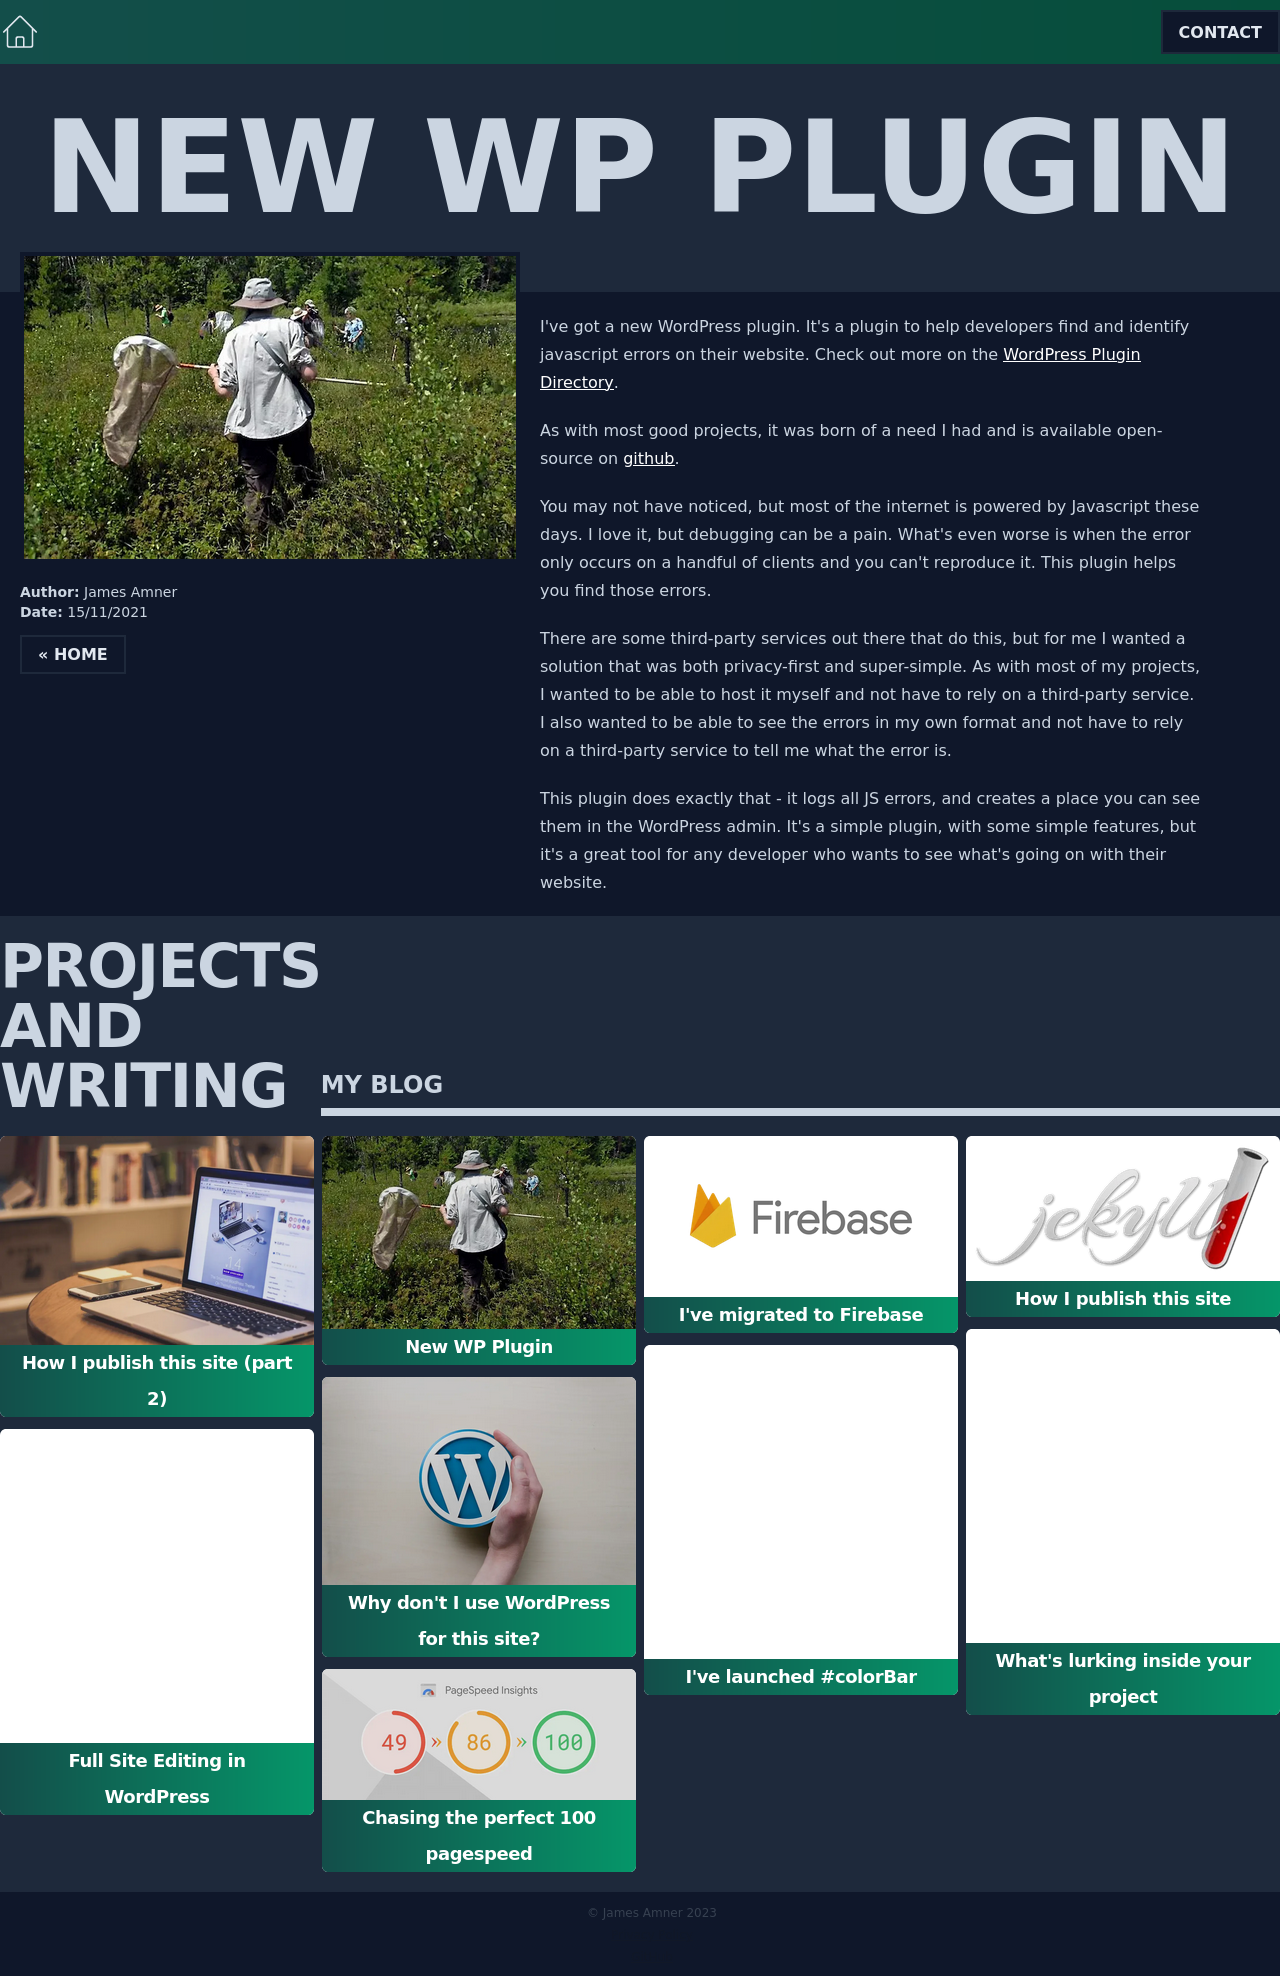 CONTACT
NEW WP PLUGIN
I've got a new WordPress plugin. It's a plugin to help developers find and identify
javascript errors on their website. Check out more on the WordPress Plugin
Directory.
As with most good projects, it was born of a need I had and is available open-
source on github.
You may not have noticed, but most of the internet is powered by Javascript these
days. I love it, but debugging can be a pain. What's even worse is when the error
only occurs on a handful of clients and you can't reproduce it. This plugin helps
you find those errors.
There are some third-party services out there that do this, but for me I wanted a
solution that was both privacy-first and super-simple. As with most of my projects,
I wanted to be able to host it myself and not have to rely on a third-party service.
I also wanted to be able to see the errors in my own format and not have to rely
on a third-party service to tell me what the error is.
This plugin does exactly that - it logs all JS errors, and creates a place you can see
them in the WordPress admin. It's a simple plugin, with some simple features, but
it's a great tool for any developer who wants to see what's going on with their
website.
Author: James Amner
Date: 15/11/2021
« HOME
PROJECTS
AND
WRITING
MY BLOG
How I publish this site (part
2)
Full Site Editing in
WordPress
New WP Plugin
W
Why don't I use WordPress
for this site?
PageSpeed Insights
49 » 86 » 100
Chasing the perfect 100
pagespeed
Firebase
I've migrated to Firebase
I've launched #colorBar
jekyll
How I publish this site
What's lurking inside your
project
© James Amner 2023